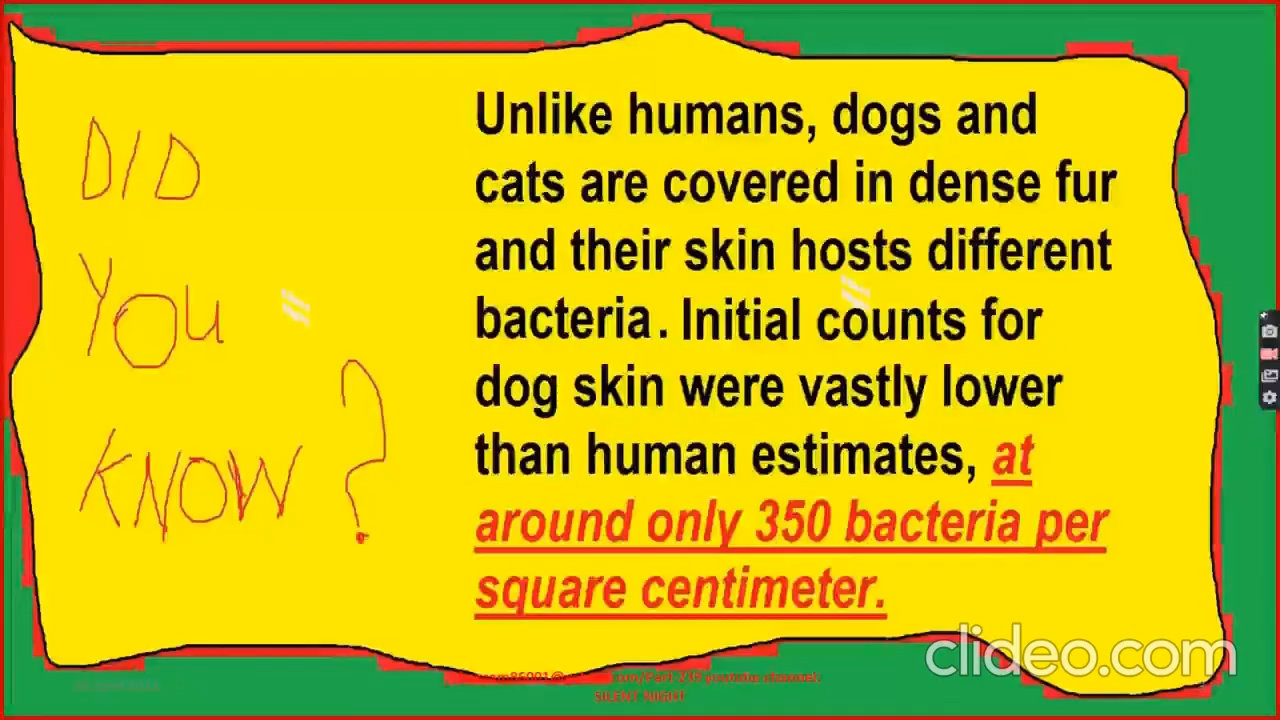 DID
YOU
KNOW ?
Unlike humans, dogs and
cats are covered in dense fur
and their skin hosts different
bacteria. Initial counts for
dog skin were vastly lower
than human estimates, at
around only 350 bacteria per
square centimeter.
clideo.com
SILENT NIGHT